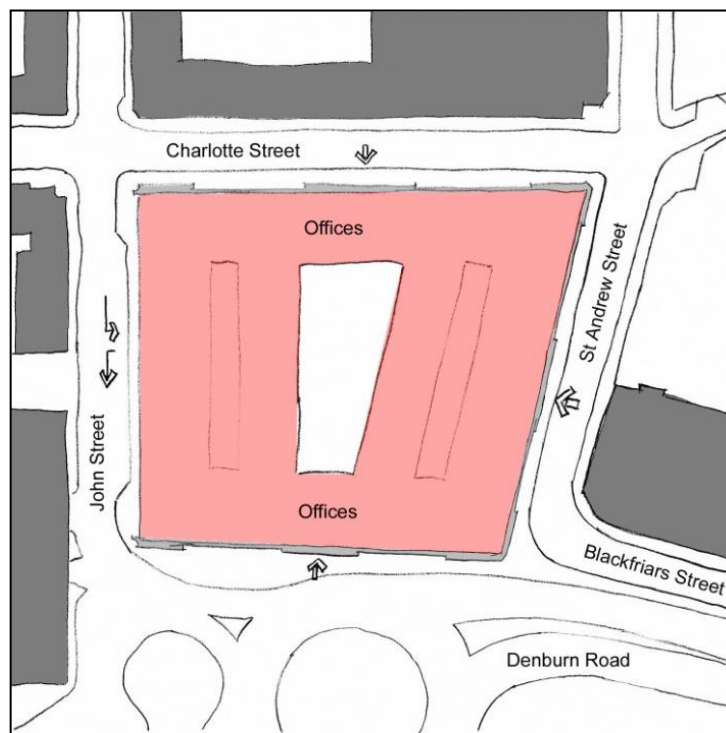 Charlotte Street
Offices
St Andrew Street
John Street
Offices
Blackfriars Street
Denburn Road